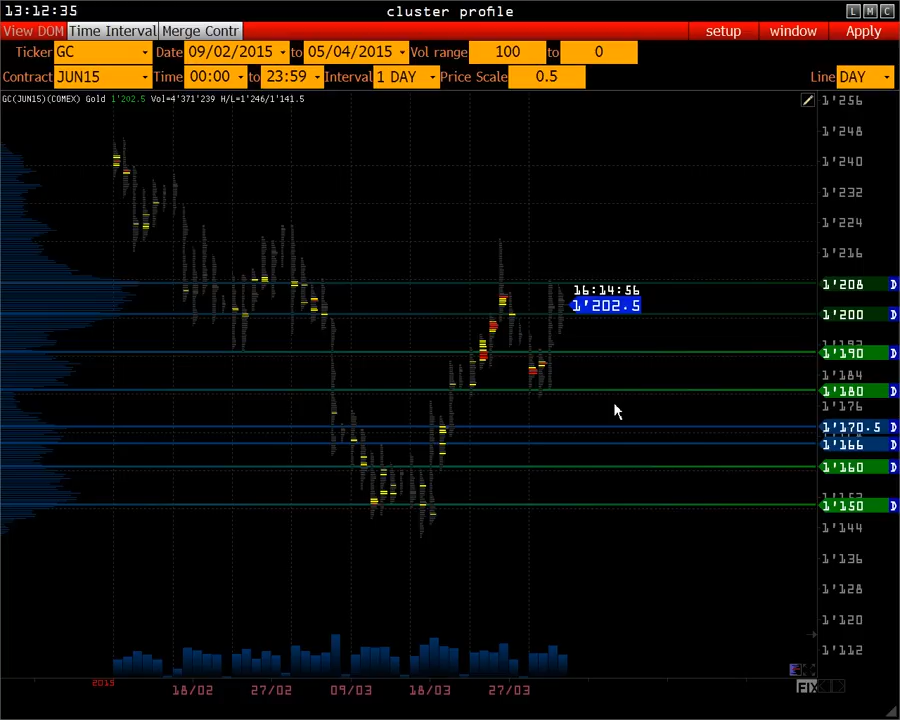 13:12:35 cluster profile L M C
View DOM Time Interval Merge Contr setup window Apply
Ticker GC Date 09/02/2015 to 05/04/2015 Vol range 100 to 0
Contract JUN15 Time 00:00 to 23:59 Interval 1 DAY Price Scale 0.5 Line DAY
GC(JUN15)(COMEX) Gold 1'202.5 Vol=4'371'239 H/L=1'246/1'141.5
1'256
1'248
1'240
1'232
1'224
1'216
1'208 D
16:14:56
1'202.5
1'200 D
1'190 D
1'184
1'180 D
1'176
1'170.5 D
1'166 D
1'160 D
1'150 D
1'144
1'136
1'128
1'120
1'112
2015
18/02 27/02 09/03 18/03 27/03
FIX